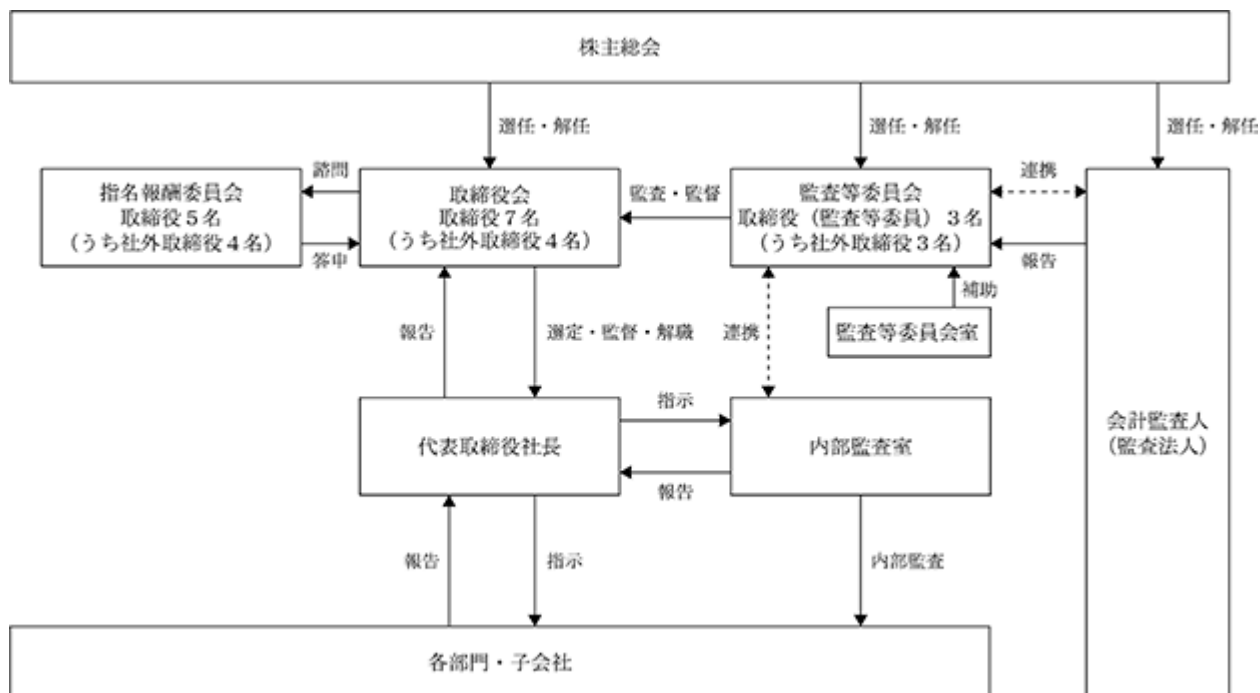 株主総会
選任・解任
選任・解任
選任・解任
諮問
指名報酬委員会
取締役５名
（うち社外取締役４名）
答申
取締役会
取締役７名
（うち社外取締役４名）
監査・監督
監査等委員会
取締役（監査等委員）３名
（うち社外取締役３名）
連携
報告
補助
監査等委員会室
報告
選定・監督・解職
連携
代表取締役社長
指示
報告
内部監査室
会計監査人
（監査法人）
報告
指示
内部監査
各部門・子会社